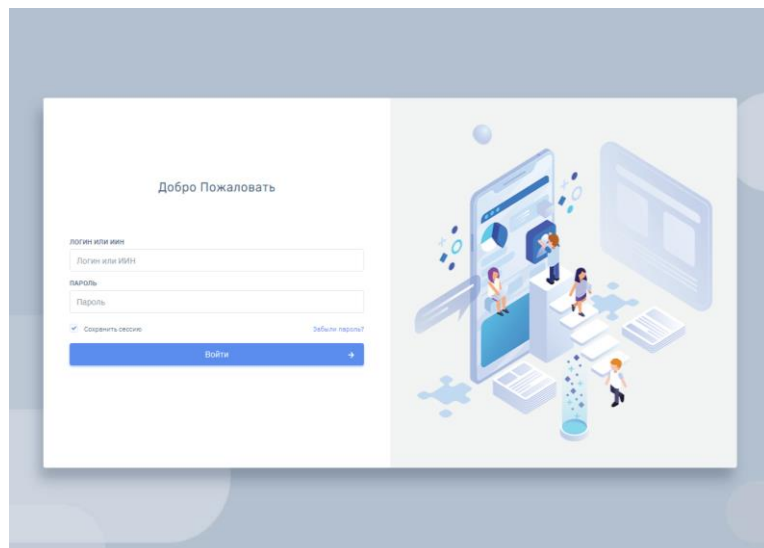 Добро Пожаловать
ЛОГИН ИЛИ ИИН
Логин или ИИН
ПАРОЛЬ
Пароль
Сохранить сессию
Забыли пароль?
Войти